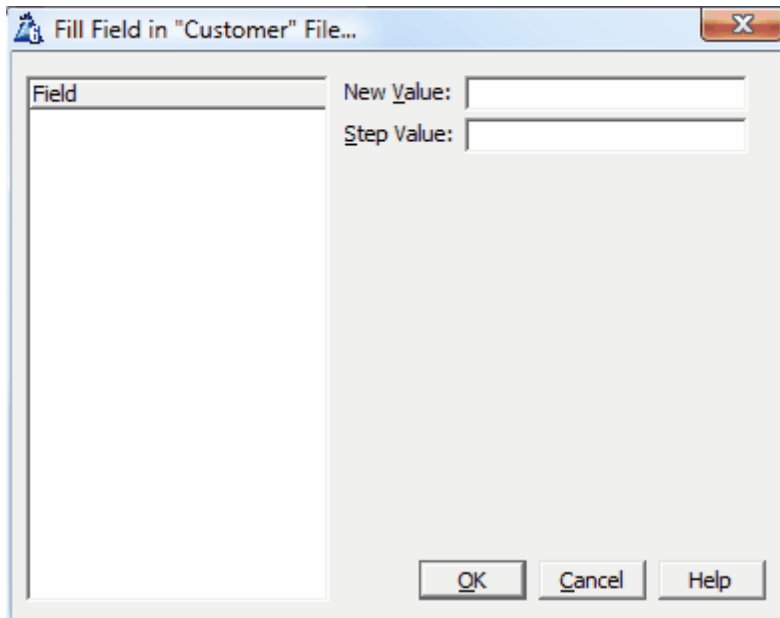 Fill Field in "Customer" File...
Field
New Value:
Step Value:
OK Cancel Help